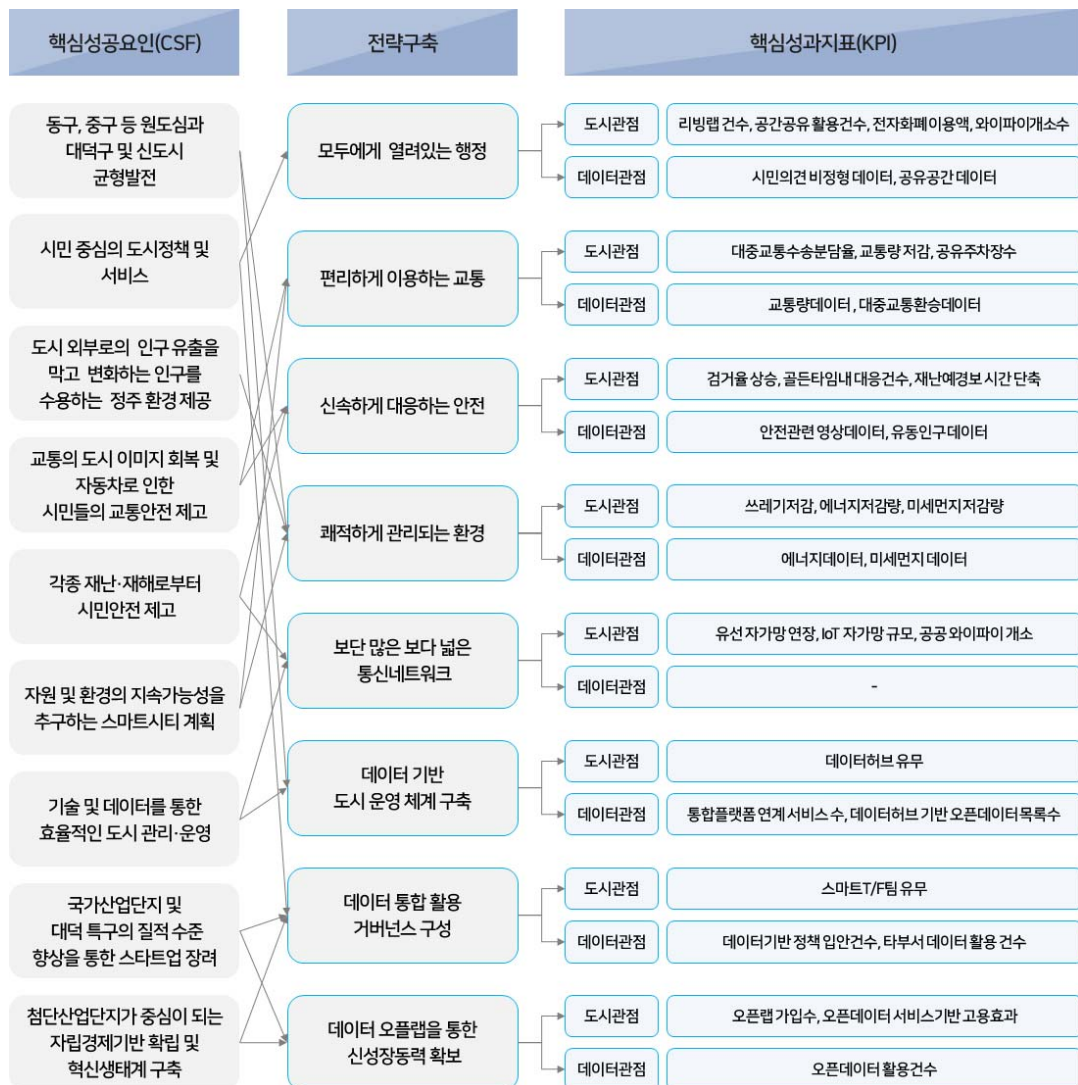 핵심성공요인(CSF)
전략구축
핵심성과지표(KPI)
동구, 중구 등 원도심과
대덕구 및 신도시
균형발전
시민 중심의 도시정책 및
서비스
도시 외부로의 인구 유출을
막고 변화하는 인구를
수용하는 정주 환경 제공
교통의 도시 이미지 회복 및
자동차로 인한
시민들의 교통안전 제고
각종 재난·재해로부터
시민안전 제고
자원 및 환경의 지속가능성을
추구하는 스마트시티 계획
기술 및 데이터를 통한
효율적인 도시 관리·운영
국가산업단지 및
대덕 특구의 질적 수준
향상을 통한 스타트업 장려
첨단산업단지가 중심이 되는
자립경제기반 확립 및
혁신생태계 구축
모두에게 열려있는 행정
도시관점
리빙랩 건수, 공간공유 활용건수, 전자화폐이용액, 와이파이개소수
데이터관점
시민의견 비정형 데이터, 공유공간 데이터
편리하게 이용하는 교통
도시관점
대중교통수송분담율, 교통량 저감, 공유주차장수
데이터관점
교통량데이터, 대중교통환승데이터
신속하게 대응하는 안전
도시관점
검거율 상승, 골든타임내 대응건수, 재난예경보 시간 단축
데이터관점
안전관련 영상데이터, 유동인구 데이터
쾌적하게 관리되는 환경
도시관점
쓰레기저감, 에너지저감량, 미세먼지저감량
데이터관점
에너지데이터, 미세먼지 데이터
보단 많은 보다 넓은
통신네트워크
도시관점
유선 자가망 연장, IoT 자가망 규모, 공공 와이파이 개소
데이터관점
-
데이터 기반
도시 운영 체계 구축
도시관점
데이터허브 유무
데이터관점
통합플랫폼 연계 서비스 수, 데이터허브 기반 오픈데이터 목록수
데이터 통합 활용
거버넌스 구성
도시관점
스마트T/F팀 유무
데이터관점
데이터기반 정책 입안건수, 타부서 데이터 활용 건수
데이터 오플랩을 통한
신성장동력 확보
도시관점
오픈랩 가입수, 오픈데이터 서비스기반 고용효과
데이터관점
오픈데이터 활용건수